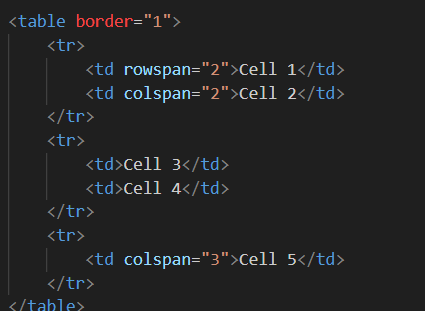 <table border="1">
    <tr>
        <td rowspan="2">Cell 1</td>
        <td colspan="2">Cell 2</td>
    </tr>
    <tr>
        <td>Cell 3</td>
        <td>Cell 4</td>
    </tr>
    <tr>
        <td colspan="3">Cell 5</td>
    </tr>
</table>